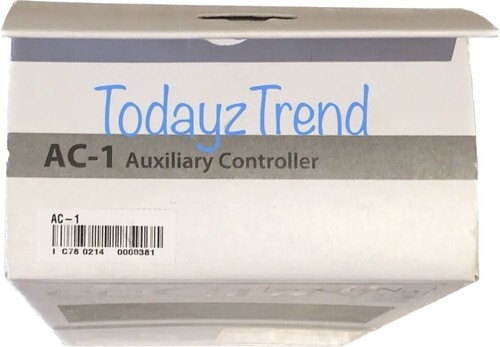 TodayzTrend
AC-1 Auxiliary Controller
AC-1
I C78 0214 0000381